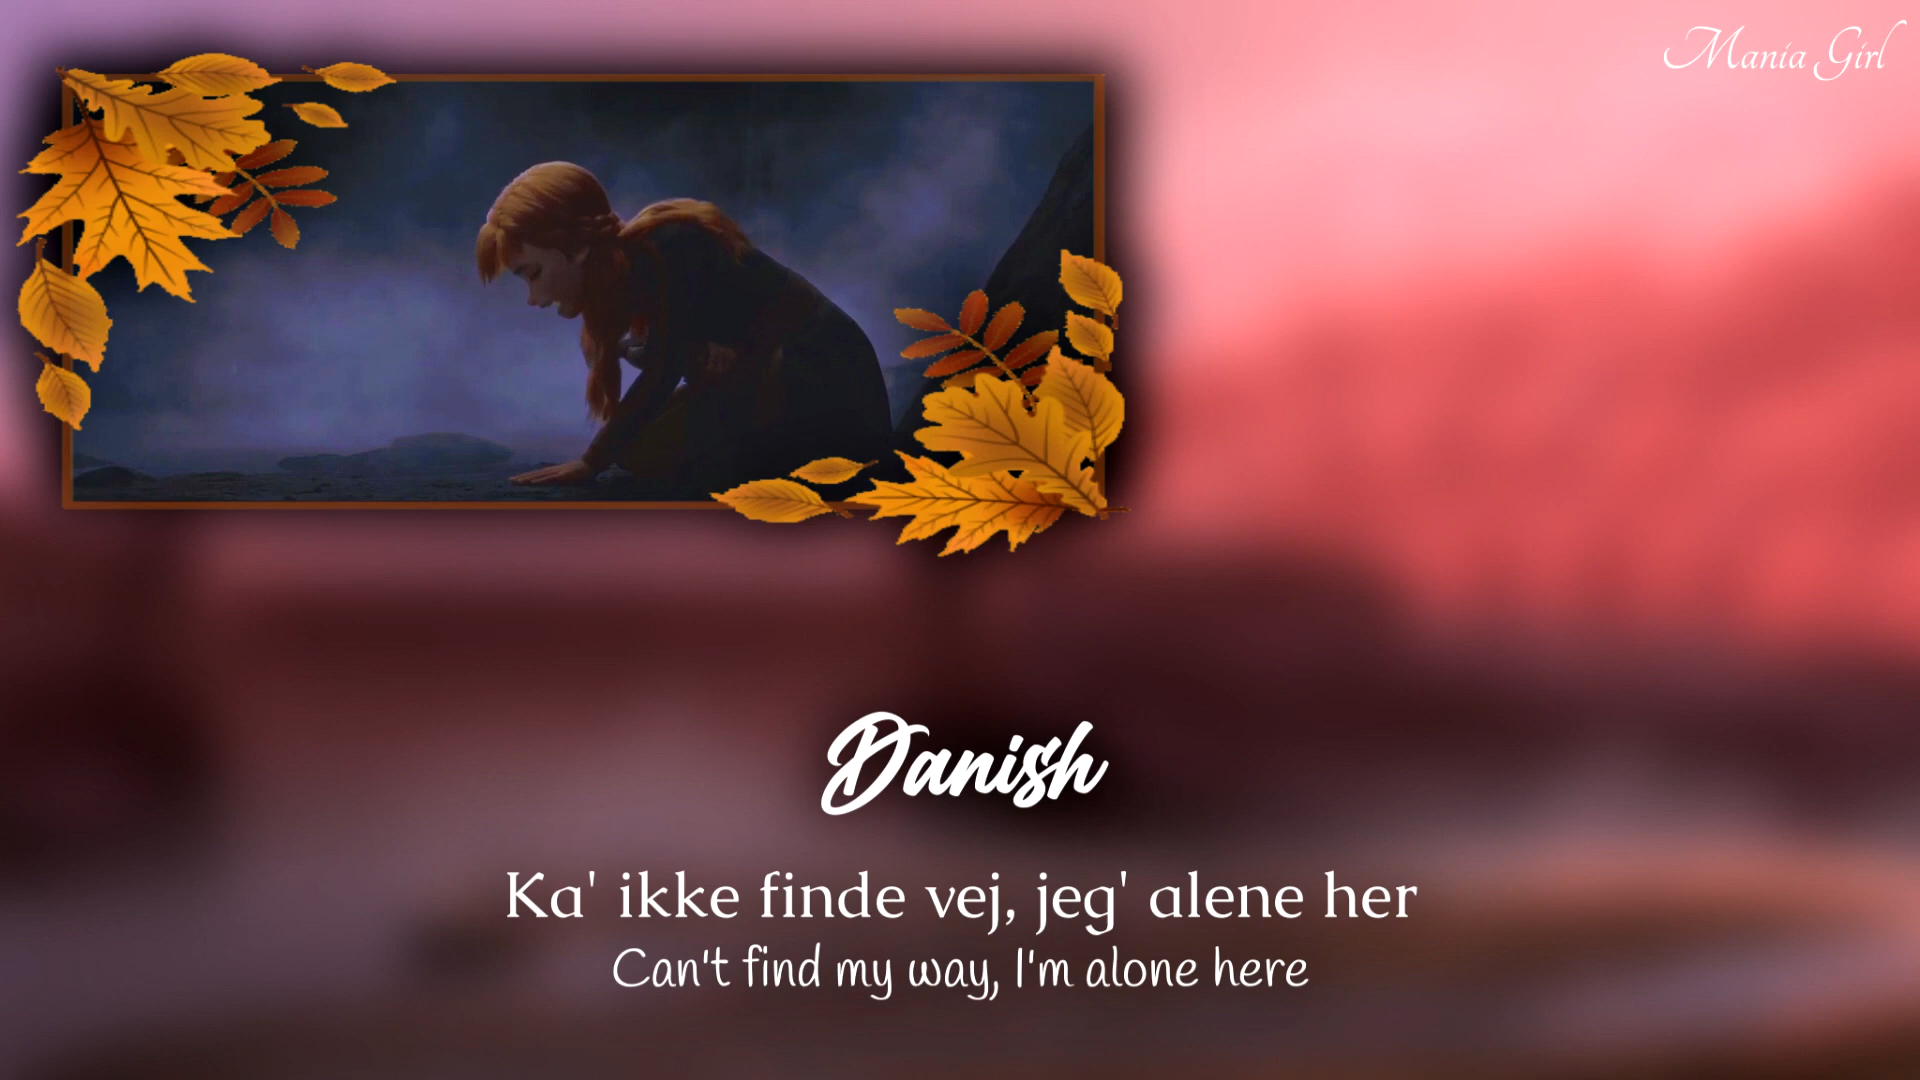 Mania Girl
Danish
Ka' ikke finde vej, jeg' alene her
Can't find my way, I'm alone here